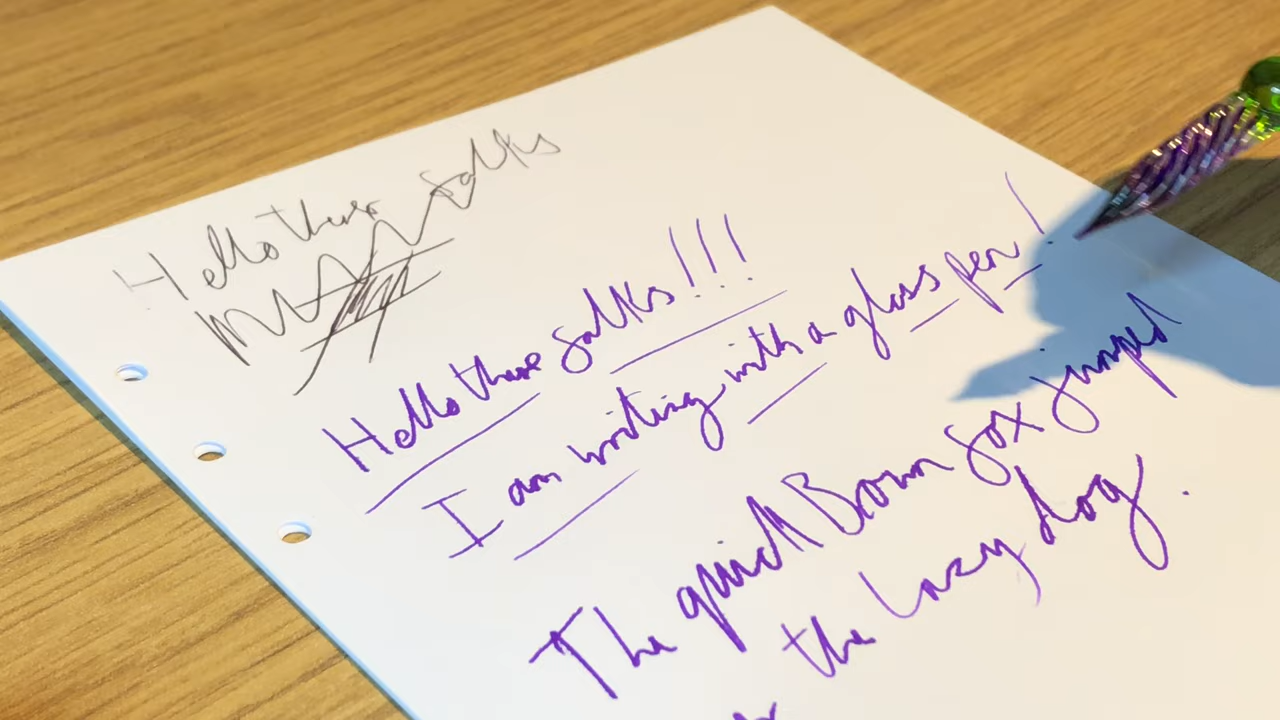 Hello there folks
Hello there folks!!!
I am writing with a glass pen!
The quick Brown fox jumped
the lazy dog.